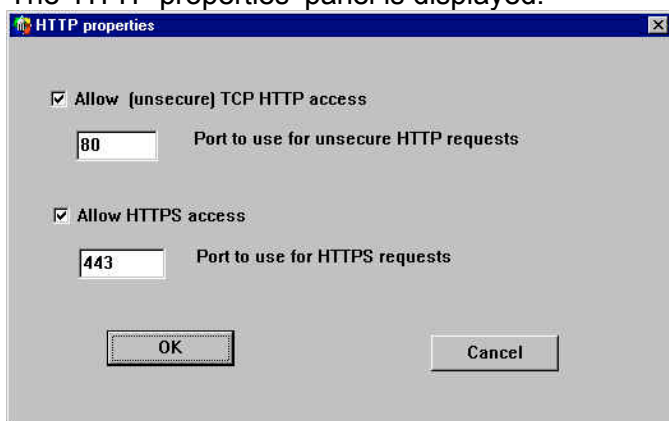 The 'HTTP properties' panel is displayed.
HTTP properties
Allow (unsecure) TCP HTTP access
80 Port to use for unsecure HTTP requests
Allow HTTPS access
443 Port to use for HTTPS requests
OK Cancel